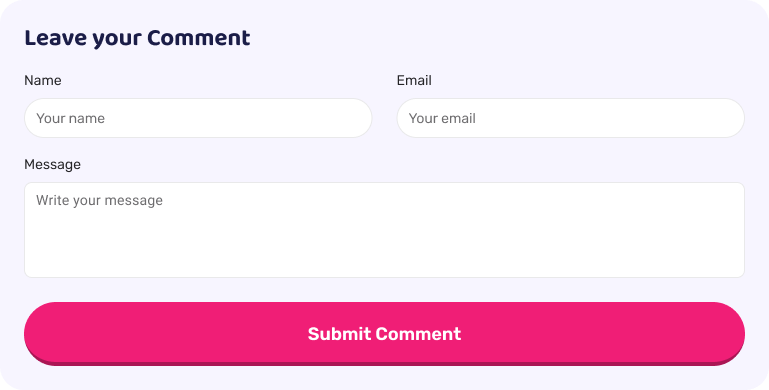 Leave your Comment
Name
Email
Your name
Your email
Message
Write your message
Submit Comment